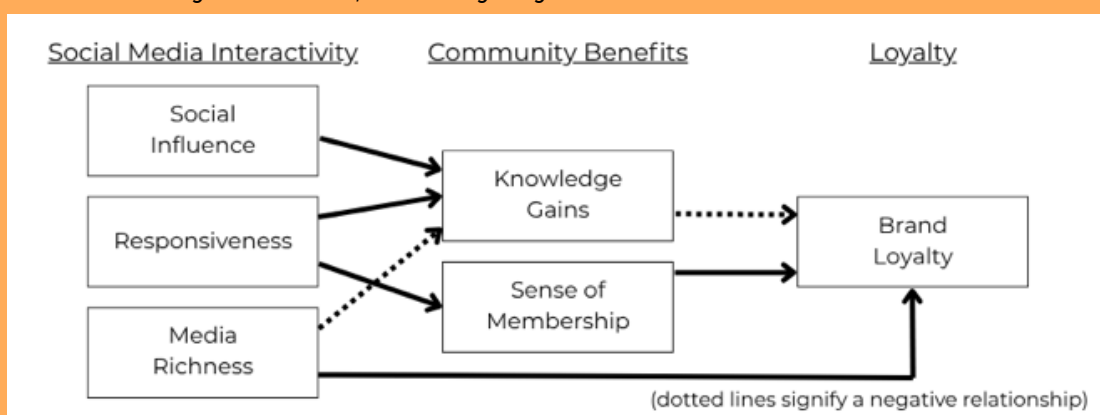 Social Media Interactivity
Community Benefits
Loyalty
Social
Influence
Responsiveness
Media
Richness
Knowledge
Gains
Sense of
Membership
Brand
Loyalty
(dotted lines signify a negative relationship)